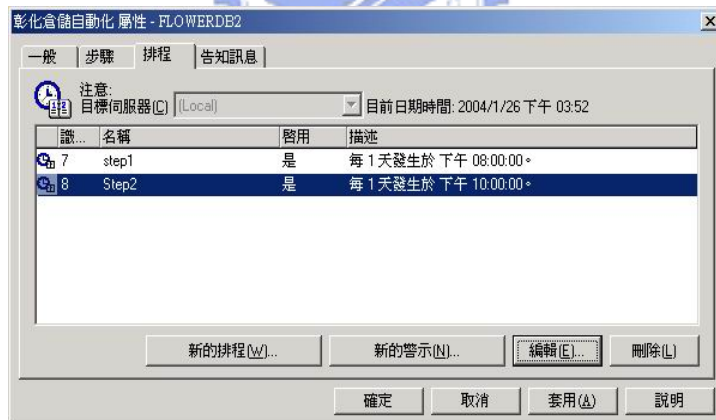 彰化倉儲自動化 屬性 - FLOWERDB2
一般 步驟 排程 告知訊息
注意:
目標伺服器(C) (Local) 目前日期時間: 2004/1/26 下午 03:52
識... 名稱 啓用 描述
7 step1 是 每 1 天發生於 下午 08:00:00。
8 Step2 是 每 1 天發生於 下午 10:00:00。
新的排程(W)... 新的警示(N)... 編輯(E)... 刪除(L)
確定 取消 套用(A) 說明